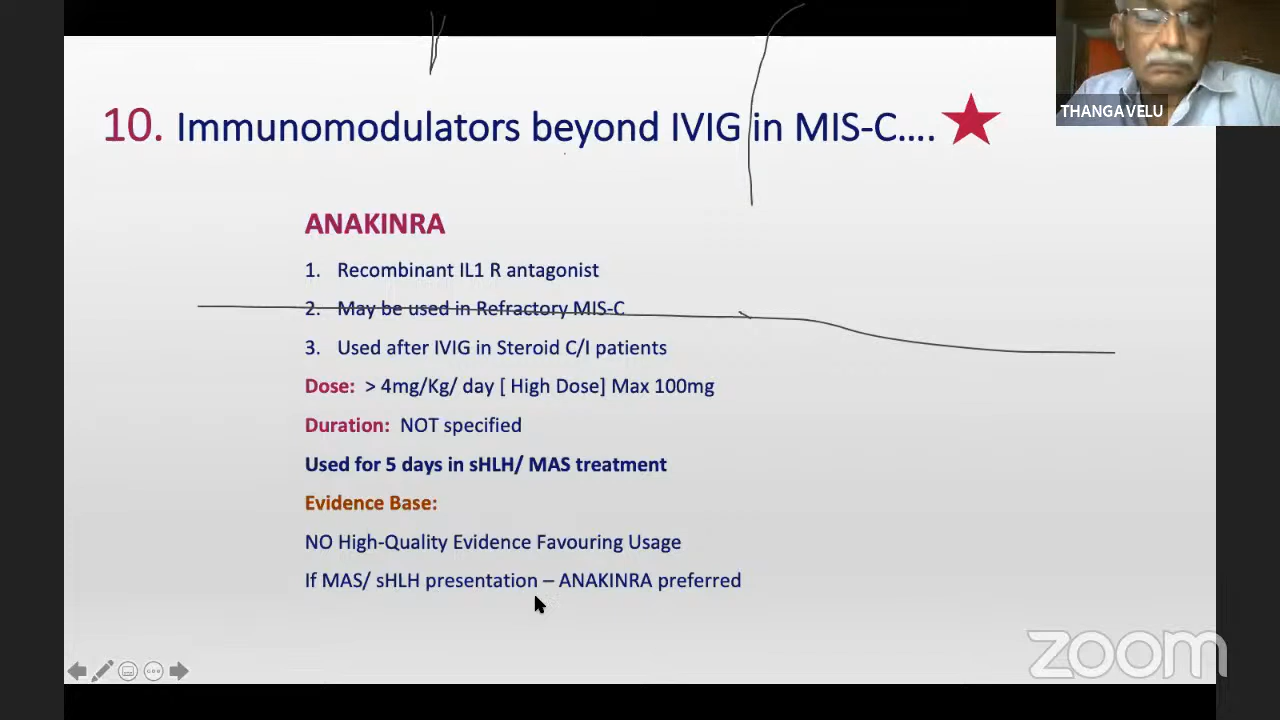 THANGAVELU
10. Immunomodulators beyond IVIG in MIS-C....
ANAKINRA
1. Recombinant IL1 R antagonist
2. May be used in Refractory MIS-C
3. Used after IVIG in Steroid C/I patients
Dose: > 4mg/Kg/ day [ High Dose] Max 100mg
Duration: NOT specified
Used for 5 days in sHLH/ MAS treatment
Evidence Base:
NO High-Quality Evidence Favouring Usage
If MAS/ sHLH presentation – ANAKINRA preferred
zoom